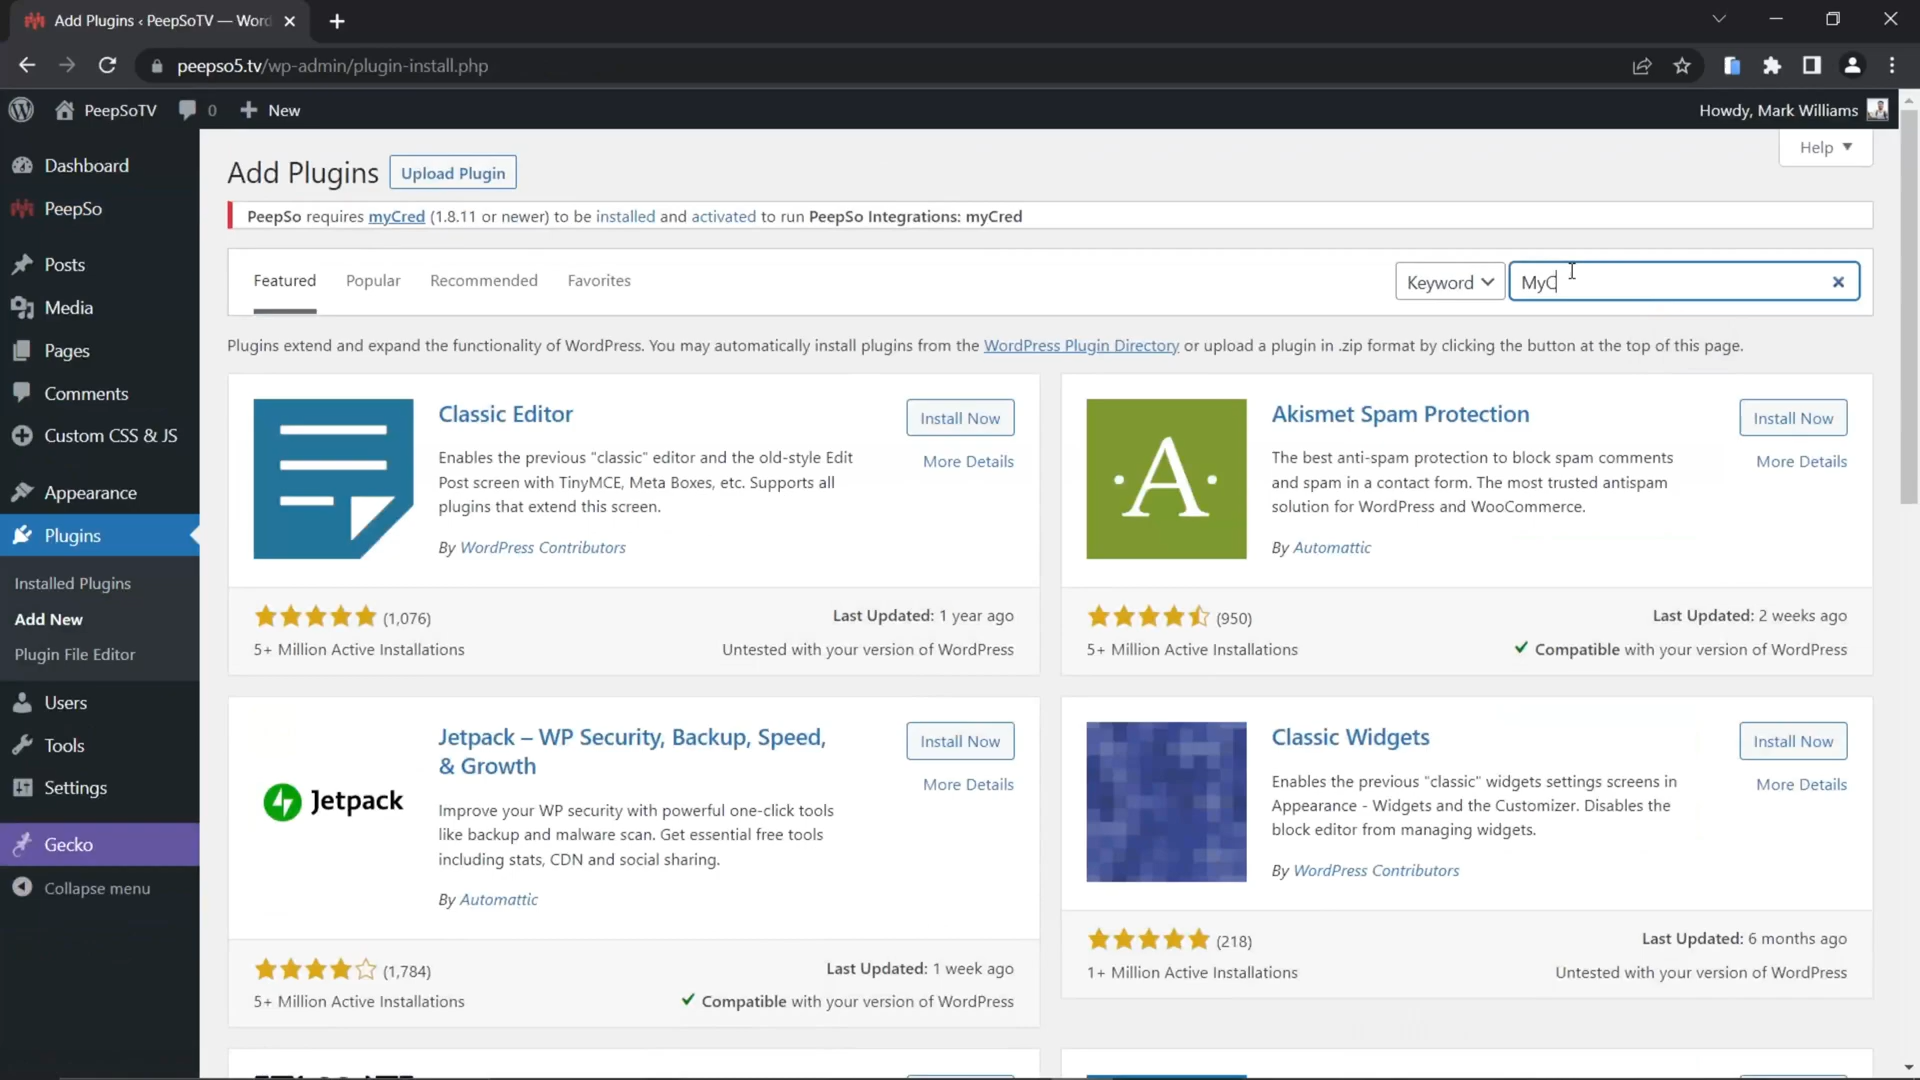 Add Plugins ‹ PeepSoTV — Word
peepso5.tv/wp-admin/plugin-install.php
PeepSoTV 0 New Howdy, Mark Williams
Dashboard
PeepSo
Posts
Media
Pages
Comments
Custom CSS & JS
Appearance
Plugins
Installed Plugins
Add New
Plugin File Editor
Users
Tools
Settings
Gecko
Collapse menu
Help
Add Plugins Upload Plugin
PeepSo requires myCred (1.8.11 or newer) to be installed and activated to run PeepSo Integrations: myCred
Featured Popular Recommended Favorites Keyword MyC
Plugins extend and expand the functionality of WordPress. You may automatically install plugins from the WordPress Plugin Directory or upload a plugin in .zip format by clicking the button at the top of this page.
Classic Editor
Install Now
More Details
Enables the previous "classic" editor and the old-style Edit
Post screen with TinyMCE, Meta Boxes, etc. Supports all
plugins that extend this screen.
By WordPress Contributors
(1,076)
Last Updated: 1 year ago
5+ Million Active Installations
Untested with your version of WordPress
A
Akismet Spam Protection
Install Now
More Details
The best anti-spam protection to block spam comments
and spam in a contact form. The most trusted antispam
solution for WordPress and WooCommerce.
By Automattic
(950)
Last Updated: 2 weeks ago
5+ Million Active Installations
Compatible with your version of WordPress
Jetpack
Jetpack – WP Security, Backup, Speed,
& Growth
Install Now
More Details
Improve your WP security with powerful one-click tools
like backup and malware scan. Get essential free tools
including stats, CDN and social sharing.
By Automattic
(1,784)
Last Updated: 1 week ago
5+ Million Active Installations
Compatible with your version of WordPress
Classic Widgets
Install Now
More Details
Enables the previous "classic" widgets settings screens in
Appearance - Widgets and the Customizer. Disables the
block editor from managing widgets.
By WordPress Contributors
(218)
Last Updated: 6 months ago
1+ Million Active Installations
Untested with your version of WordPress